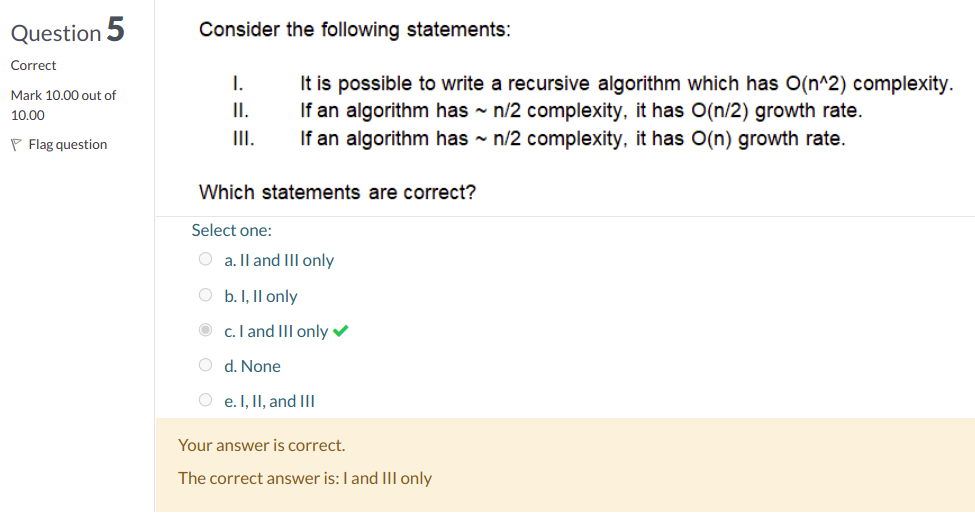 Question 5
Correct
Mark 10.00 out of
10.00
Flag question
Consider the following statements:
I. It is possible to write a recursive algorithm which has O(n^2) complexity.
II. If an algorithm has ~ n/2 complexity, it has O(n/2) growth rate.
III. If an algorithm has ~ n/2 complexity, it has O(n) growth rate.
Which statements are correct?
Select one:
a. II and III only
b. I, II only
c. I and III only
d. None
e. I, II, and III
Your answer is correct.
The correct answer is: I and III only